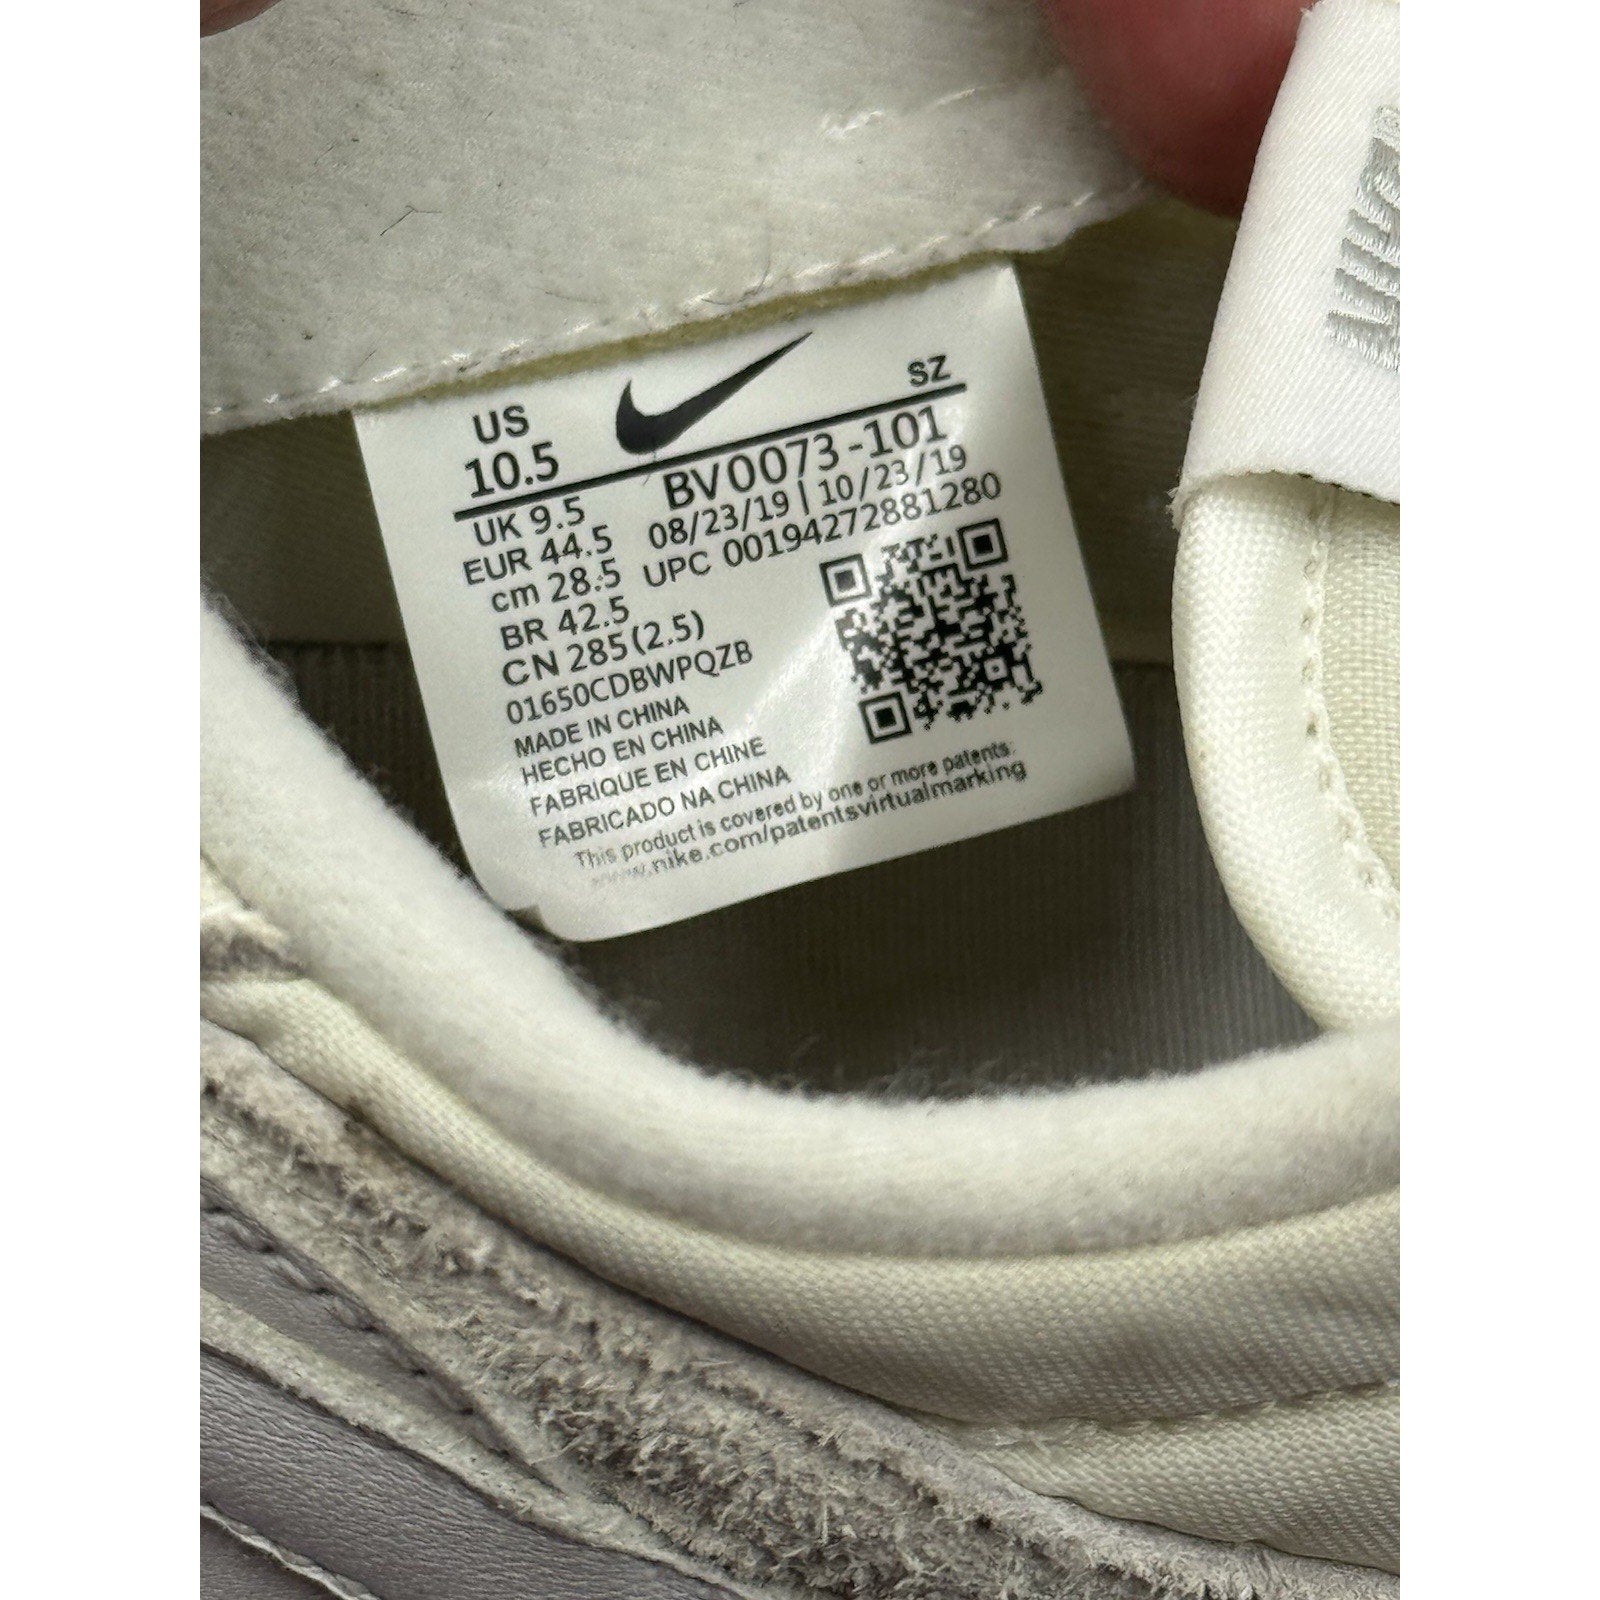 US
10.5
SZ
UK 9.5
EUR 44.5
cm 28.5
BR 42.5
CN 285(2.5)
BV0073-101
08/23/19 | 10/23/19
UPC 00194272881280
01650CDBWPQZB
MADE IN CHINA
HECHO EN CHINA
FABRIQUE EN CHINE
FABRICADO NA CHINA
This product is covered by one or more patents:
www.nike.com/patentsvirtualmarking